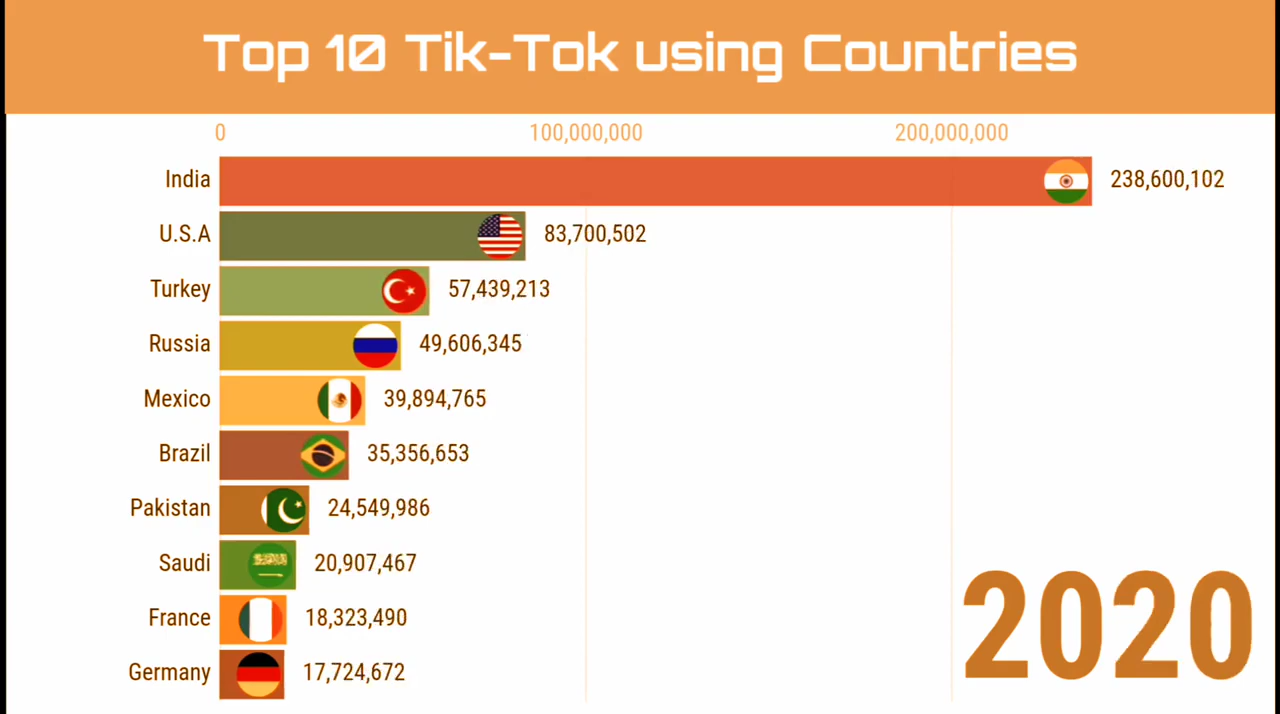 Top 10 Tik-Tok using Countries
0 100,000,000 200,000,000
India 238,600,102
U.S.A 83,700,502
Turkey 57,439,213
Russia 49,606,345
Mexico 39,894,765
Brazil 35,356,653
Pakistan 24,549,986
Saudi 20,907,467
France 18,323,490
Germany 17,724,672
2020